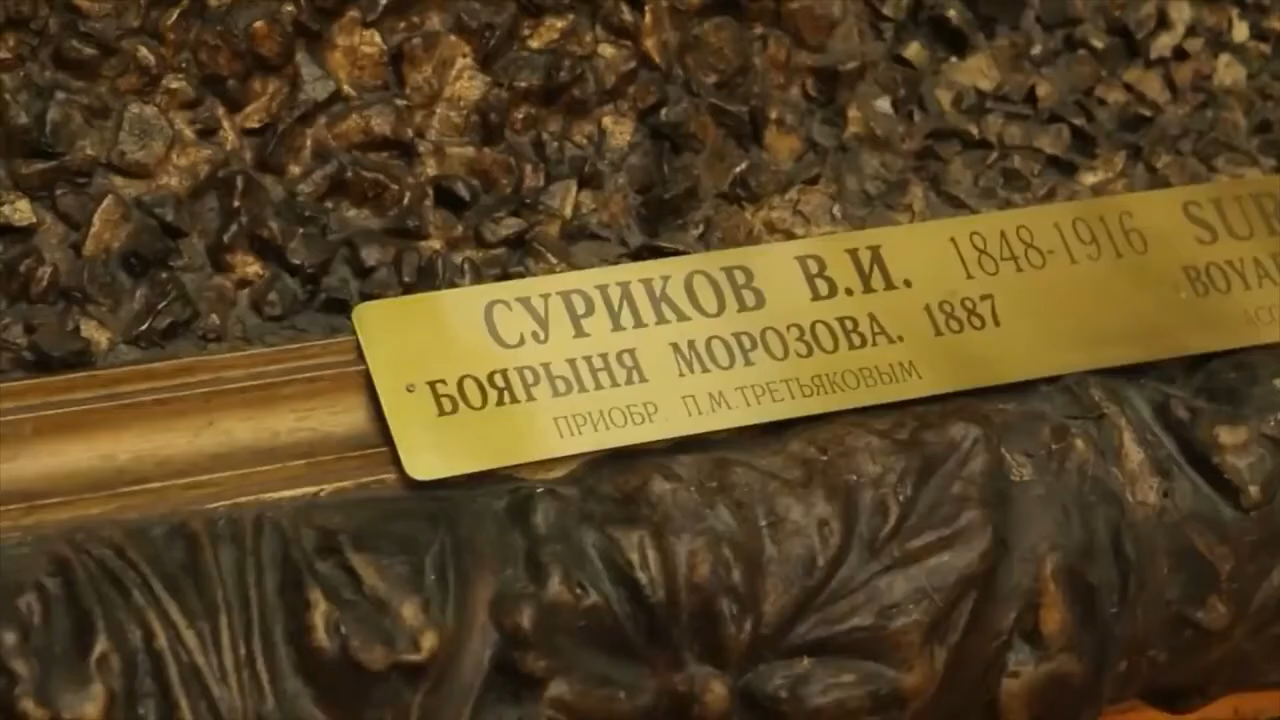 СУРИКОВ В.И. 1848-1916
БОЯРЫНЯ МОРОЗОВА. 1887
ПРИОБР. П.М.ТРЕТЬЯКОВЫМ